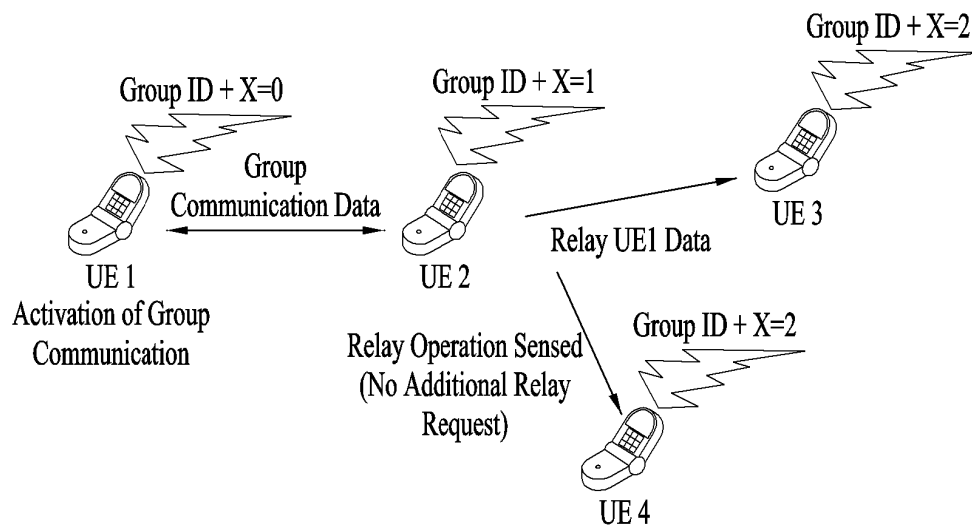 Group ID + X=2
Group ID + X=0
Group ID + X=1
Group
Communication Data
UE 3
UE 1
UE 2
Relay UE1 Data
Activation of Group
Communication
Group ID + X=2
Relay Operation Sensed
(No Additional Relay
Request)
UE 4